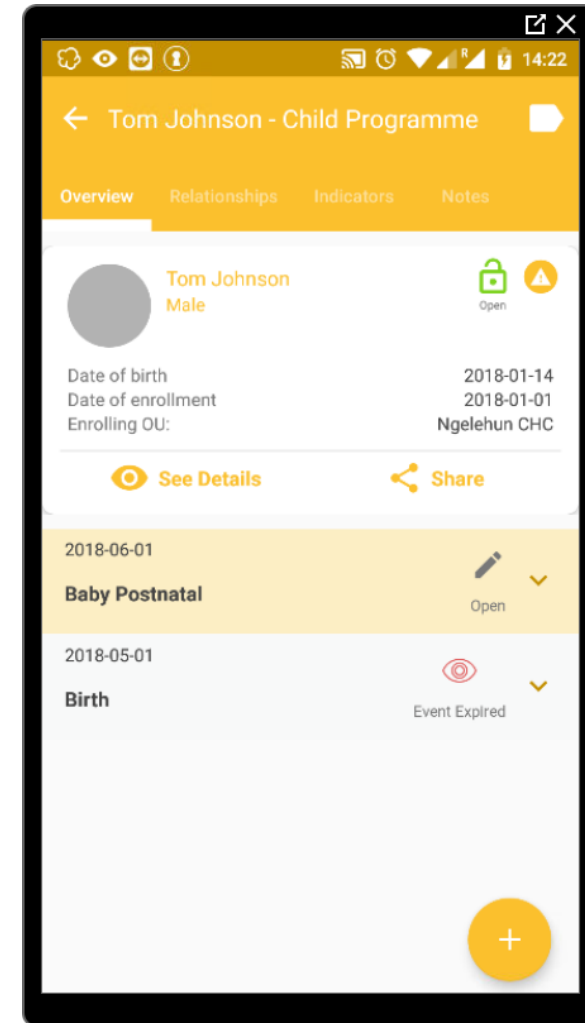 R
14:22
Tom Johnson - Child Programme
Overview Relationships Indicators Notes
Tom Johnson
Male
Open
Date of birth 2018-01-14
Date of enrollment 2018-01-01
Enrolling OU: Ngelehun CHC
See Details Share
2018-06-01
Baby Postnatal
Open
2018-05-01
Birth
Event Expired